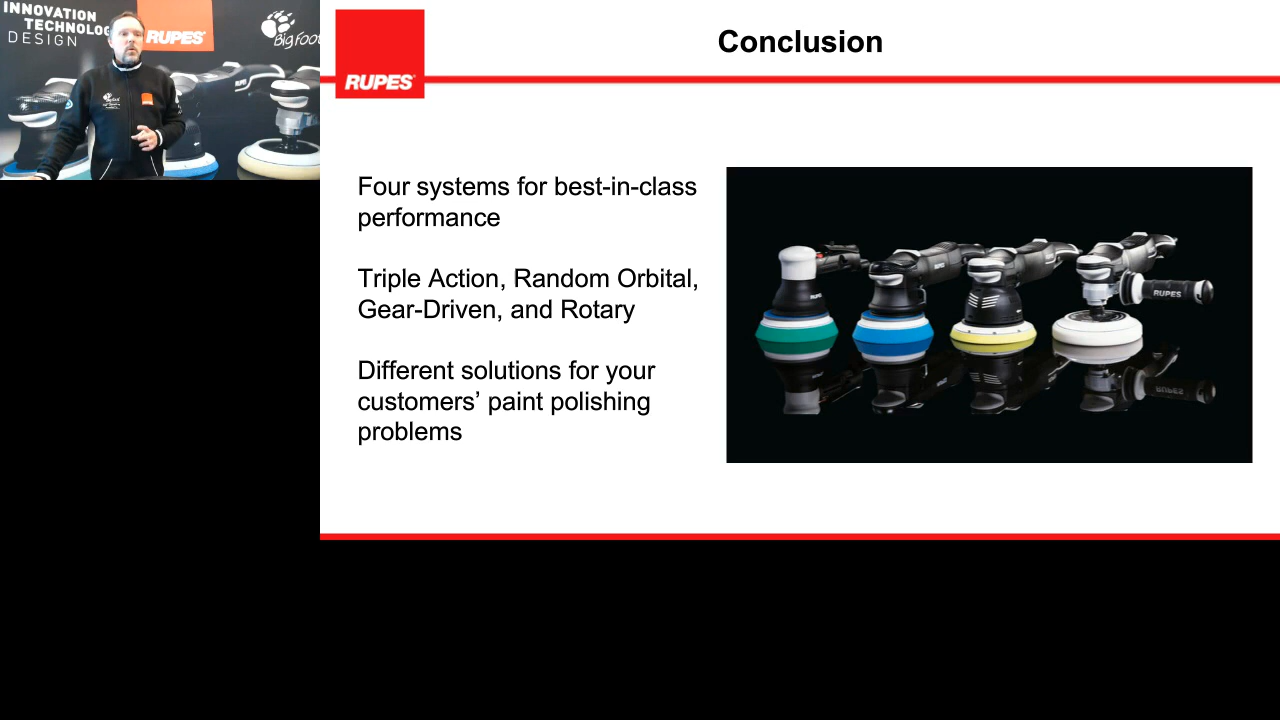 INNOVATION
TECHNOLOG
DESIGN
RUPES
BigFoot
RUPES
Conclusion
Four systems for best-in-class
performance
Triple Action, Random Orbital,
Gear-Driven, and Rotary
Different solutions for your
customers’ paint polishing
problems
RUPES